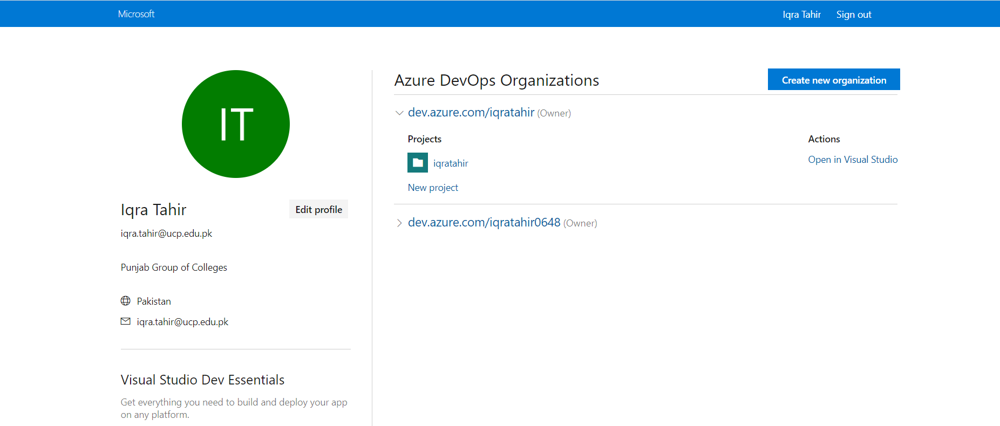 Microsoft
Iqra Tahir
Sign out
IT
Iqra Tahir
Edit profile
iqra.tahir@ucp.edu.pk
Punjab Group of Colleges
Pakistan
iqra.tahir@ucp.edu.pk
Visual Studio Dev Essentials
Get everything you need to build and deploy your app
on any platform.
Azure DevOps Organizations
Create new organization
dev.azure.com/iqratahir (Owner)
Projects
Actions
iqratahir
Open in Visual Studio
New project
dev.azure.com/iqratahir0648 (Owner)